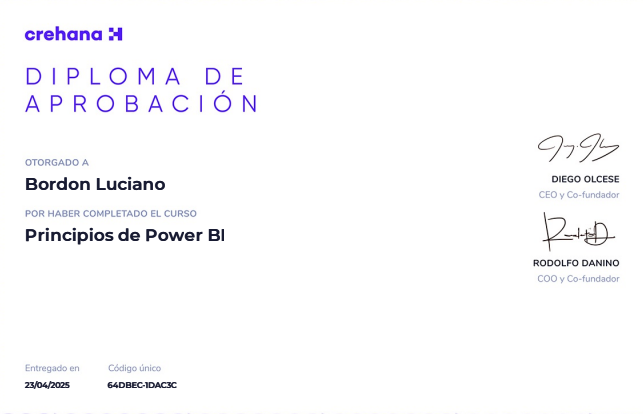 crehana
DIPLOMA DE
APROBACIÓN
OTORGADO A
Bordon Luciano
POR HABER COMPLETADO EL CURSO
Principios de Power BI
DIEGO OLCESE
CEO y Co-fundador
RODOLFO DANINO
COO y Co-fundador
Entregado en
Código único
23/04/2025
64DBEC-1DAC3C